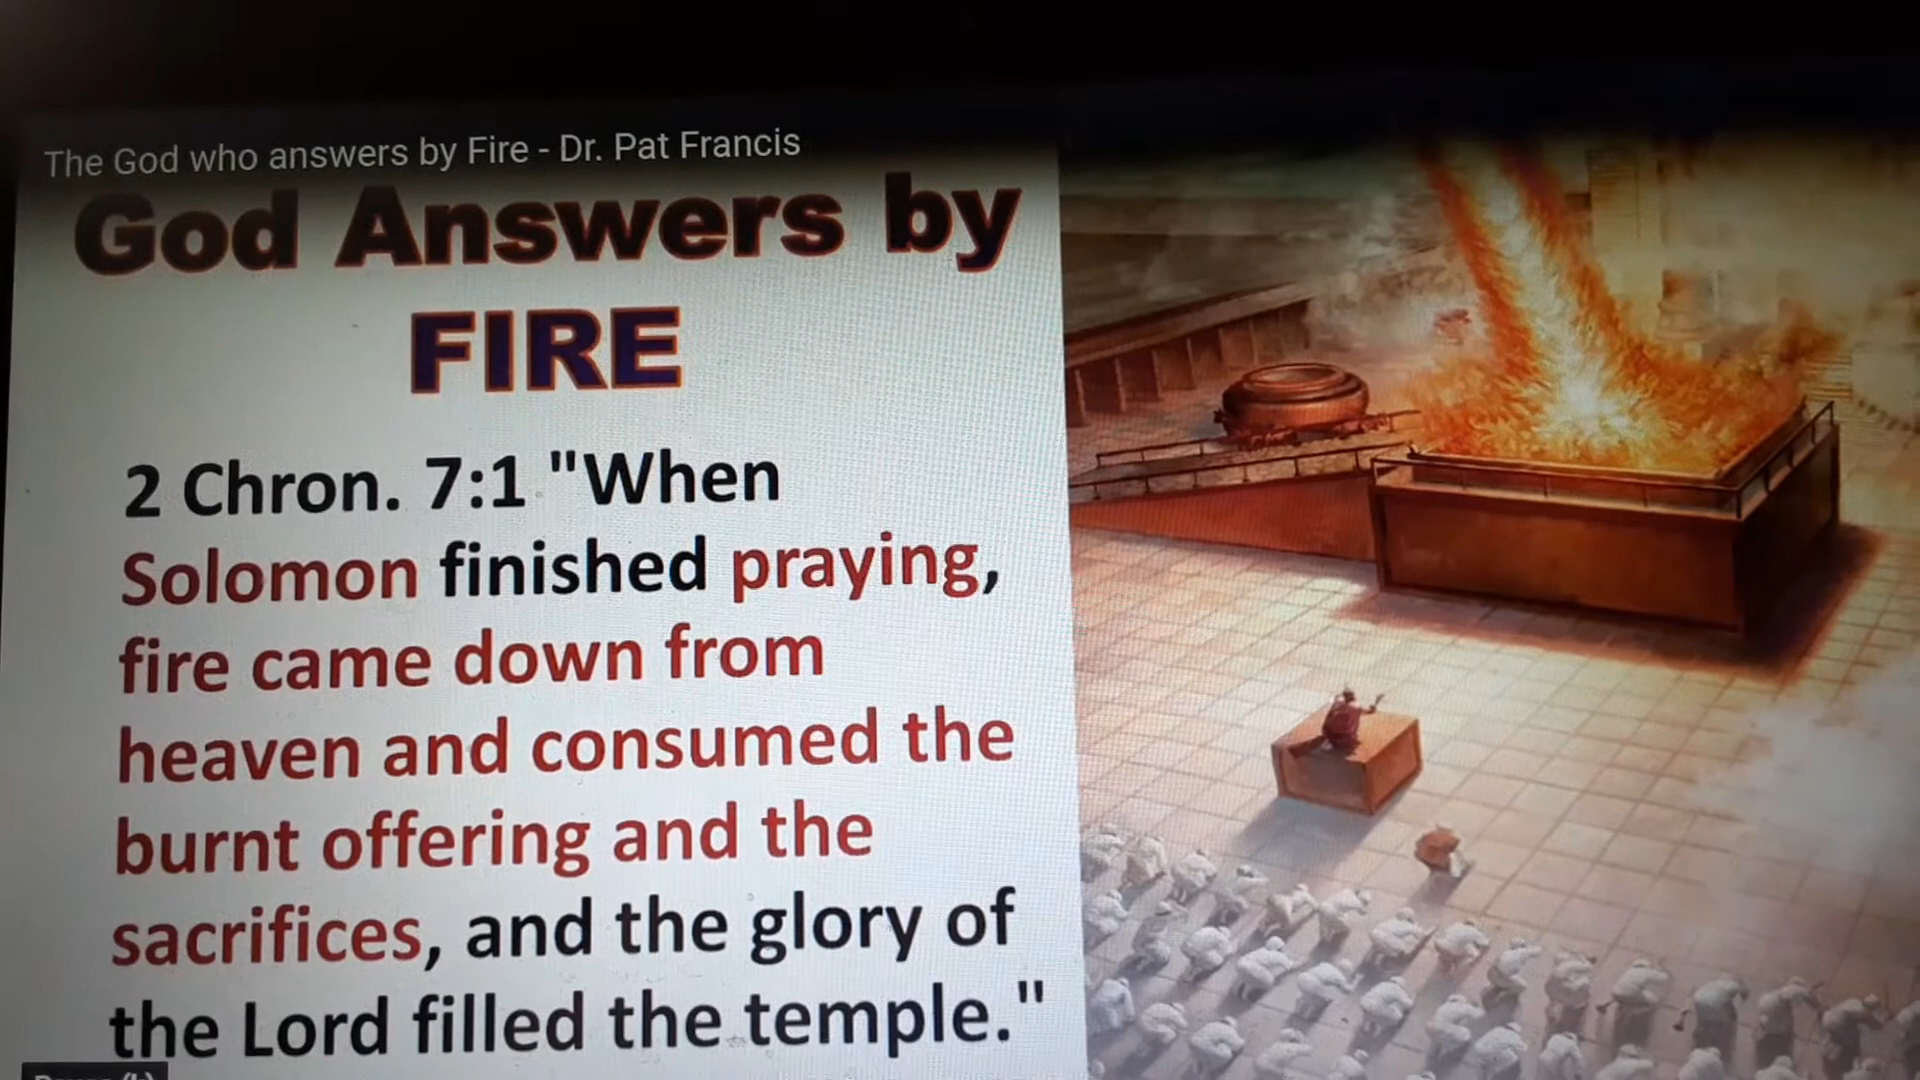 The God who answers by Fire - Dr. Pat Francis
God Answers by
FIRE
2 Chron. 7:1 "When
Solomon finished praying,
fire came down from
heaven and consumed the
burnt offering and the
sacrifices, and the glory of
the Lord filled the temple."